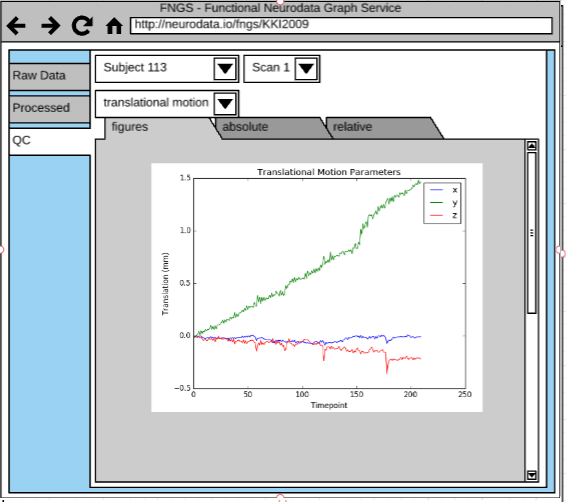 FNGS - Functional Neurodata Graph Service
http://neurodata.io/fngs/KKI2009
Raw Data
Processed
QC
Subject 113
Scan 1
translational motion
figures
absolute
relative
Translational Motion Parameters
Translation (mm)
1.5
1.0
0.5
0.0
−0.5
x
y
z
0 50 100 150 200 250
Timepoint